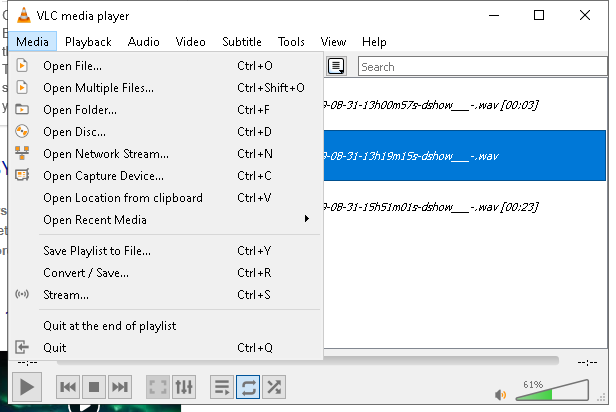 VLC media player
Media Playback Audio Video Subtitle Tools View Help
Open File... Ctrl+O
Search
Open Multiple Files... Ctrl+Shift+O
9-08-31-13h00m57s-dshow___-.wav [00:03]
Open Folder... Ctrl+F
Open Disc... Ctrl+D
Open Network Stream... Ctrl+N
9-08-31-13h19m15s-dshow___-.wav
Open Capture Device... Ctrl+C
Open Location from clipboard Ctrl+V
9-08-31-15h51m01s-dshow___-.wav [00:23]
Open Recent Media
Save Playlist to File... Ctrl+Y
Convert / Save... Ctrl+R
Stream... Ctrl+S
Quit at the end of playlist
Quit Ctrl+Q
--:-- --:--
61%